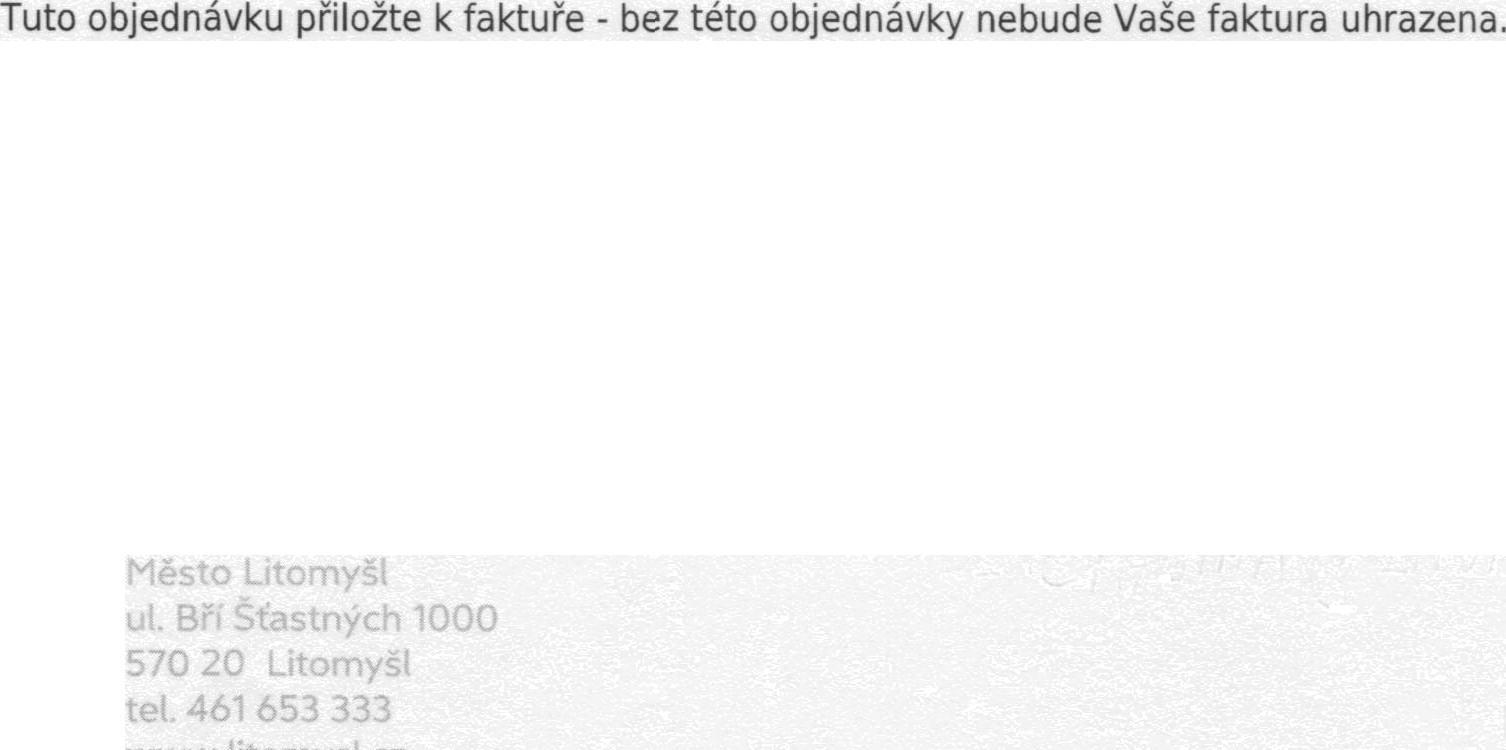 Tuto objednávku přiložte k faktuře - bez této objednávky nebude Vaše faktura uhrazena.
Město Litomyšl
ul. Bří Šťastných 1000
570 20 Litomyšl
tel. 461 653 333